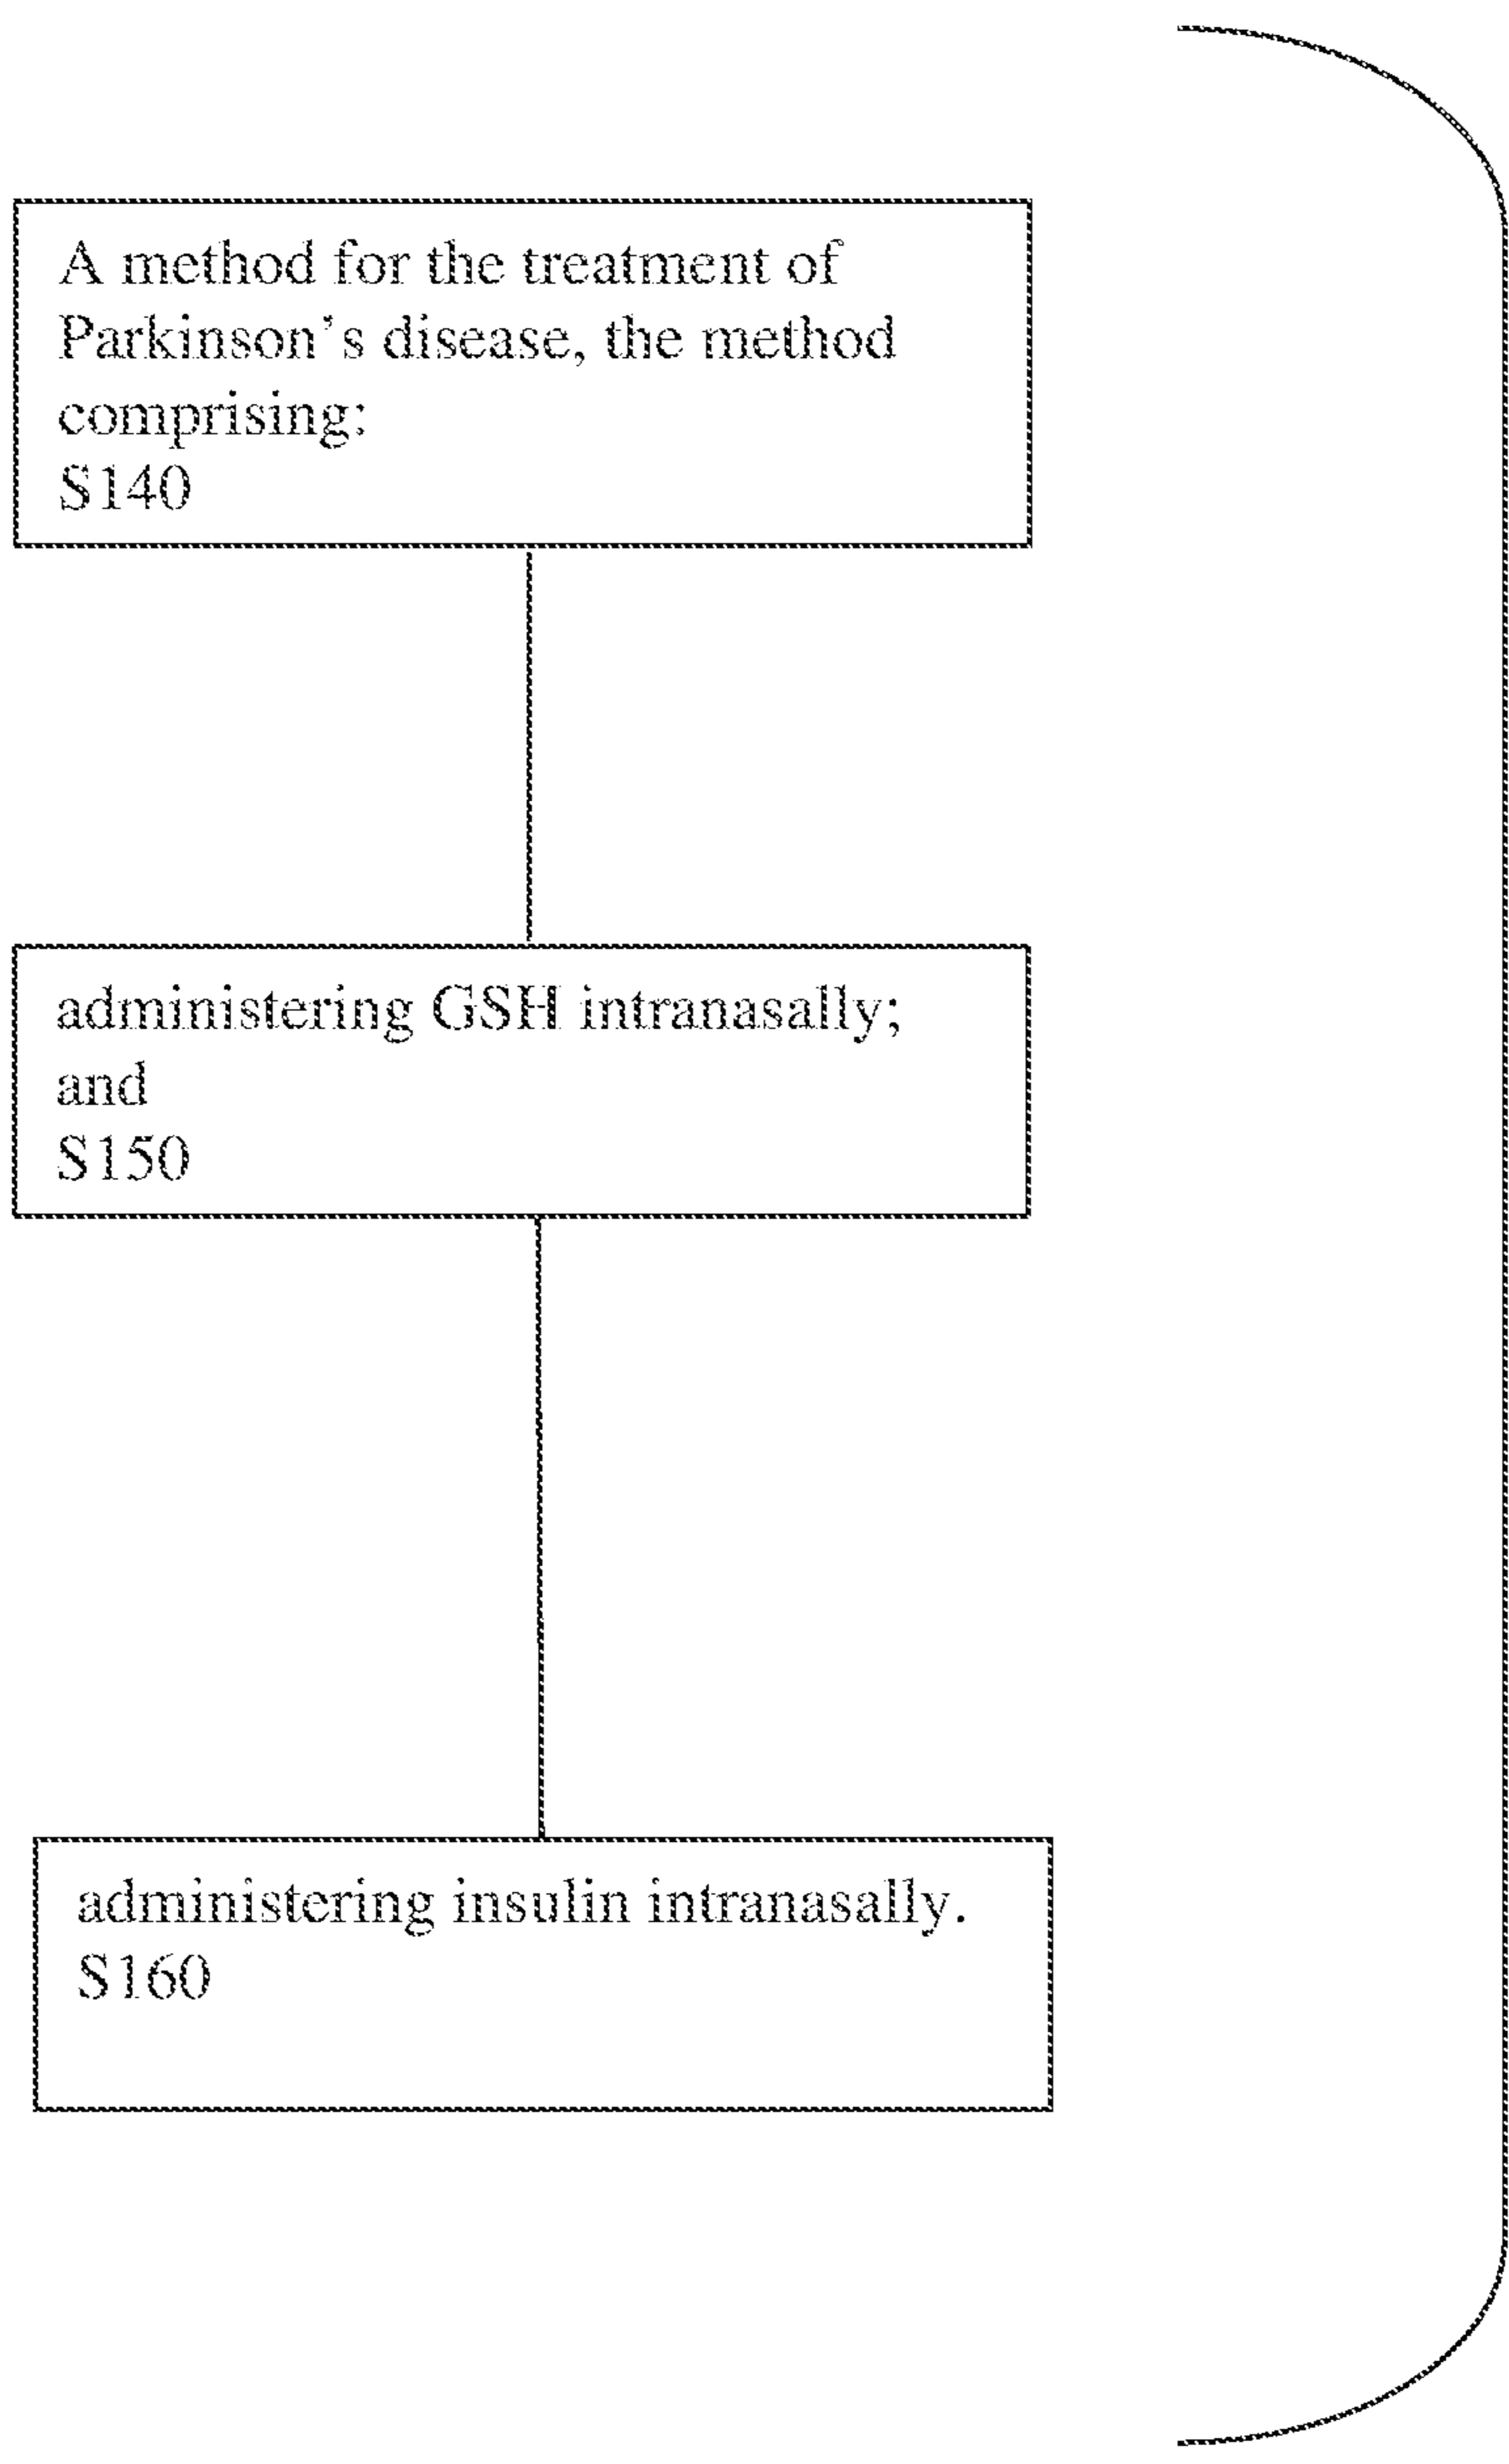 A method for the treatment of
Parkinson's disease, the method
comprising:
S140
administering GSH intranasally;
and
S150
administering insulin intranasally.
S160